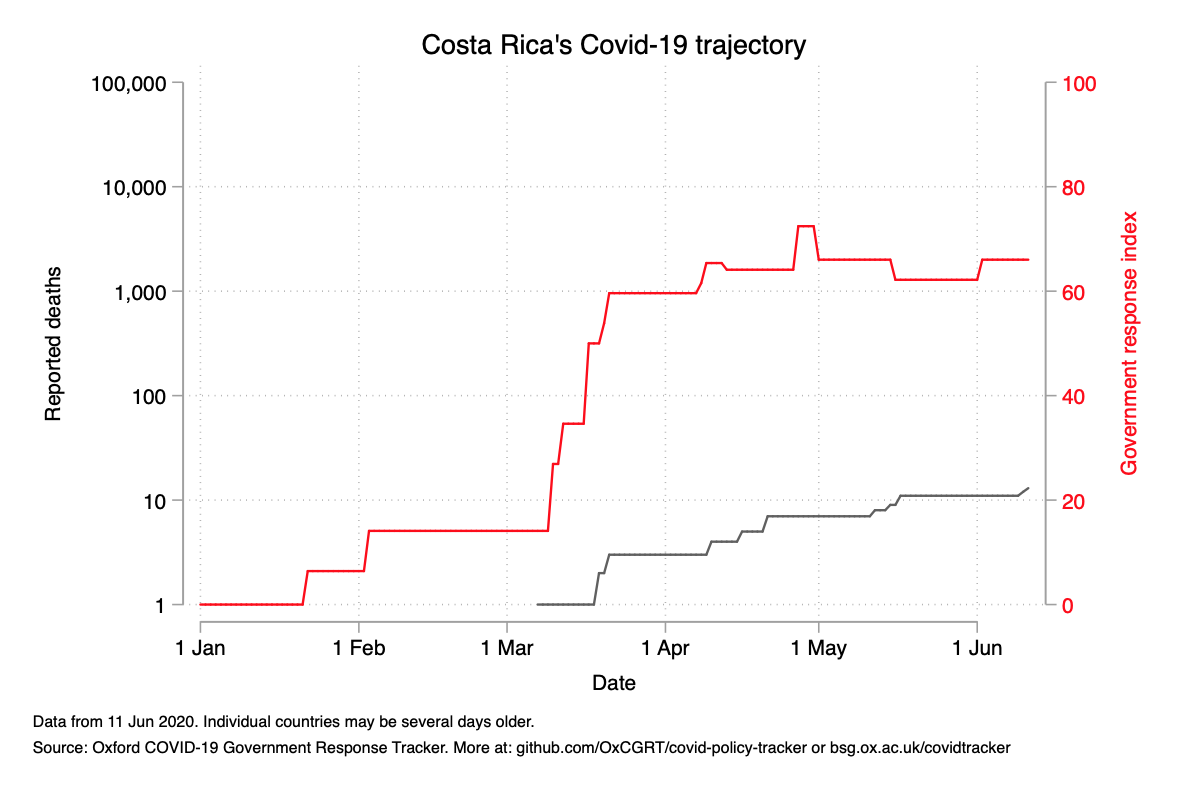 Costa Rica's Covid-19 trajectory
100,000
10,000
1,000
100
10
1
Reported deaths
100
80
60
40
20
0
Government response index
1 Jan 1 Feb 1 Mar 1 Apr 1 May 1 Jun
Date
Data from 11 Jun 2020. Individual countries may be several days older.
Source: Oxford COVID-19 Government Response Tracker. More at: github.com/OxCGRT/covid-policy-tracker or bsg.ox.ac.uk/covidtracker